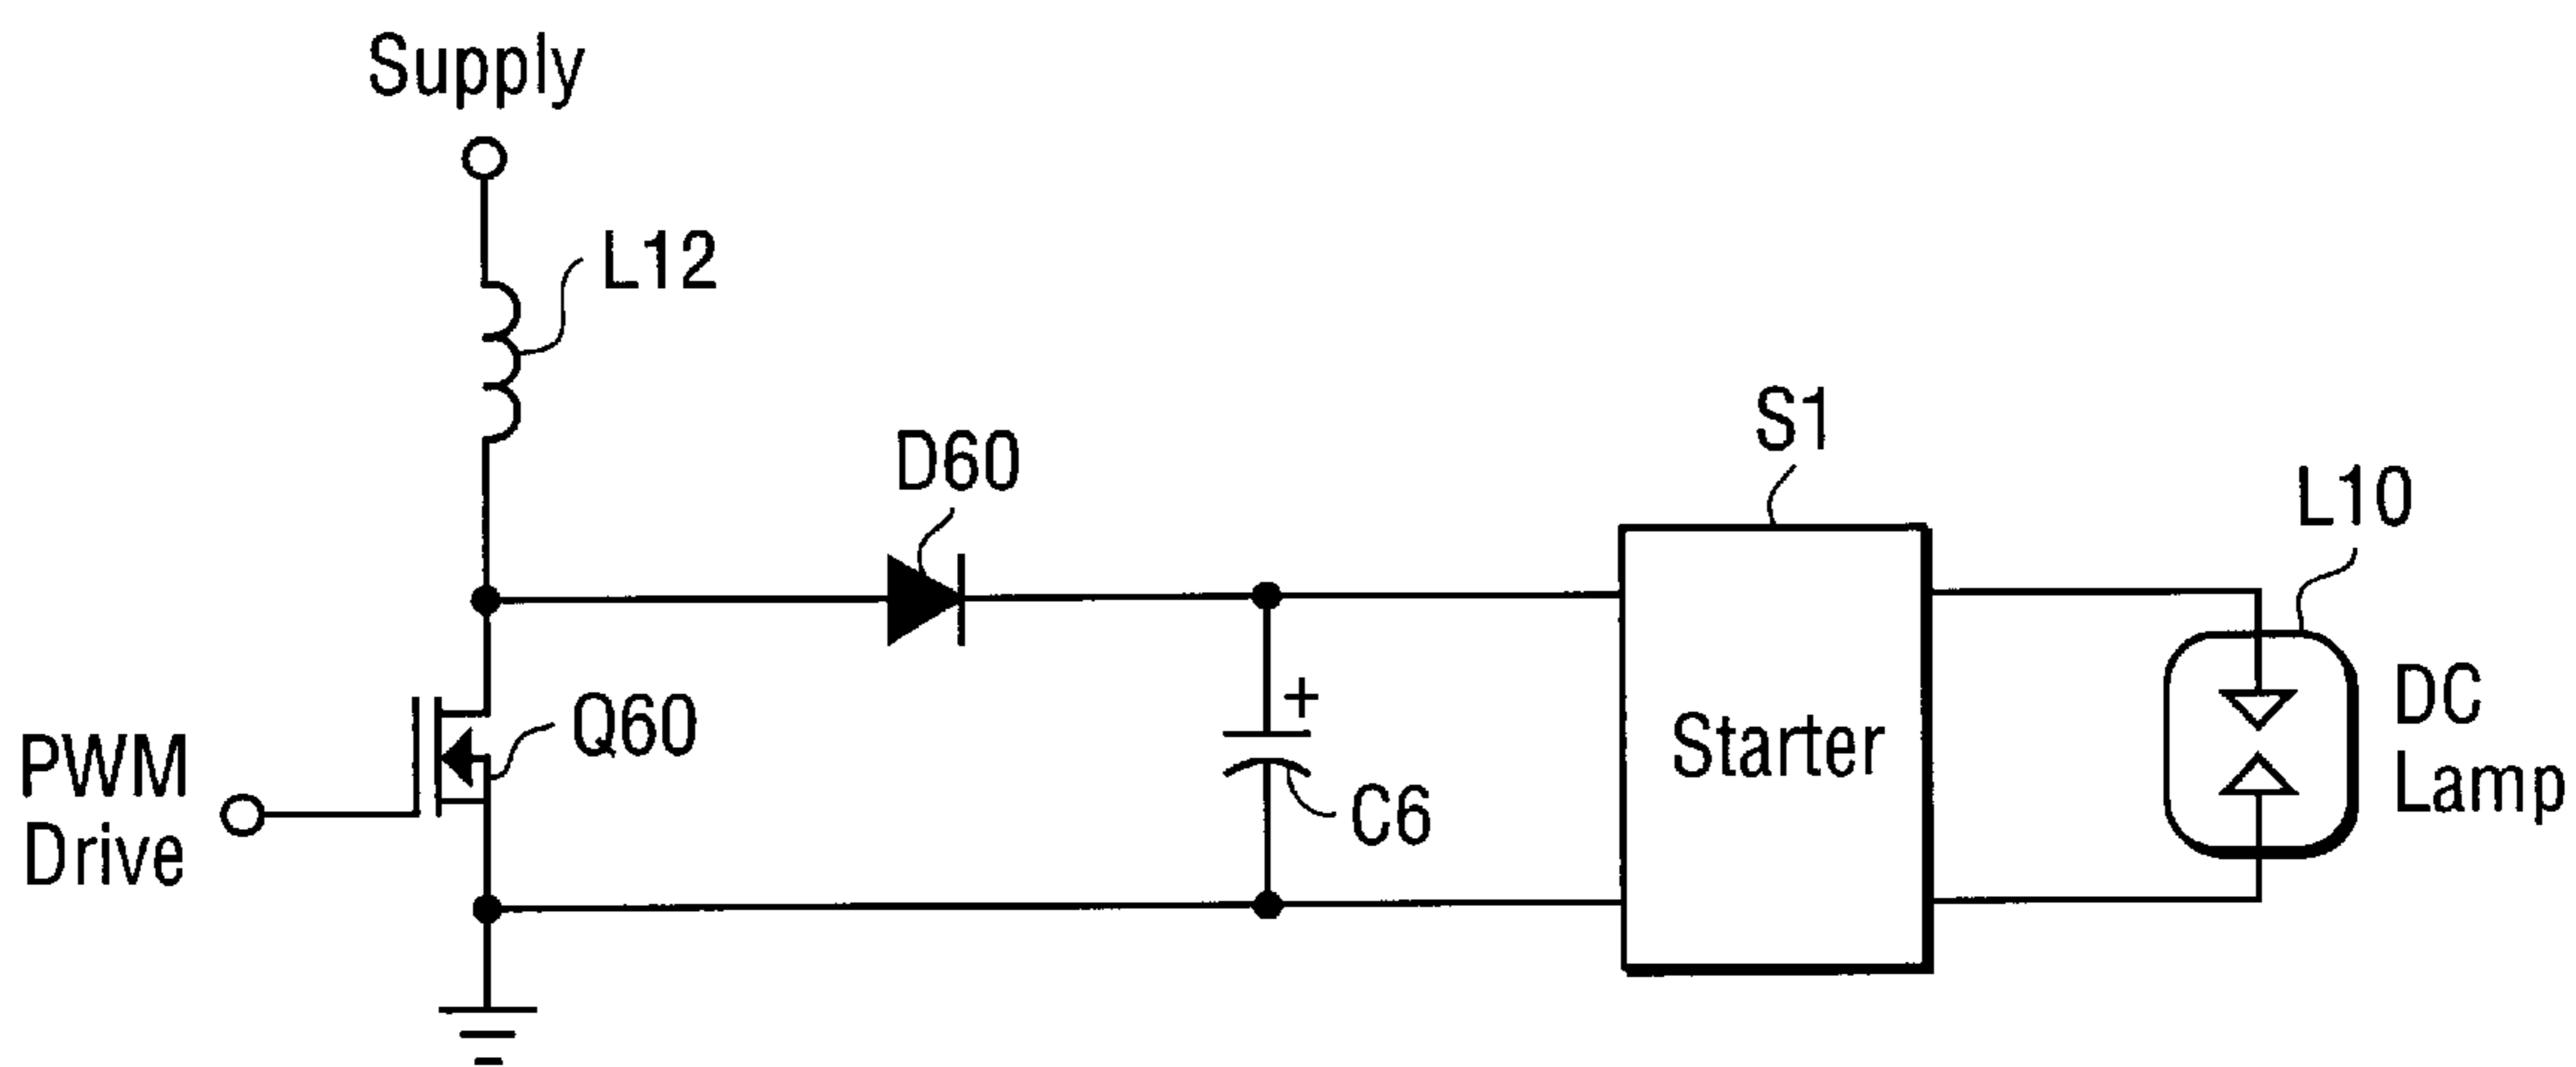 Supply
L12
D60
S1
L10
Q60
PWM
Drive
+
C6
Starter
DC
Lamp